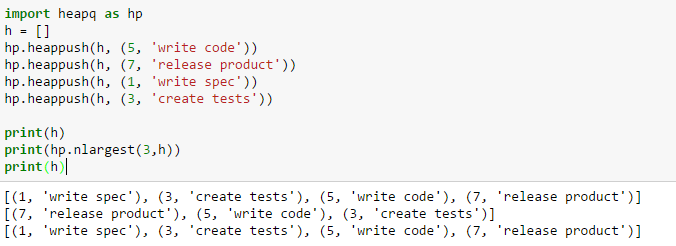 import heapq as hp
h = []
hp.heappush(h, (5, 'write code'))
hp.heappush(h, (7, 'release product'))
hp.heappush(h, (1, 'write spec'))
hp.heappush(h, (3, 'create tests'))
print(h)
print(hp.nlargest(3,h))
print(h)
[(1, 'write spec'), (3, 'create tests'), (5, 'write code'), (7, 'release product')]
[(7, 'release product'), (5, 'write code'), (3, 'create tests')]
[(1, 'write spec'), (3, 'create tests'), (5, 'write code'), (7, 'release product')]